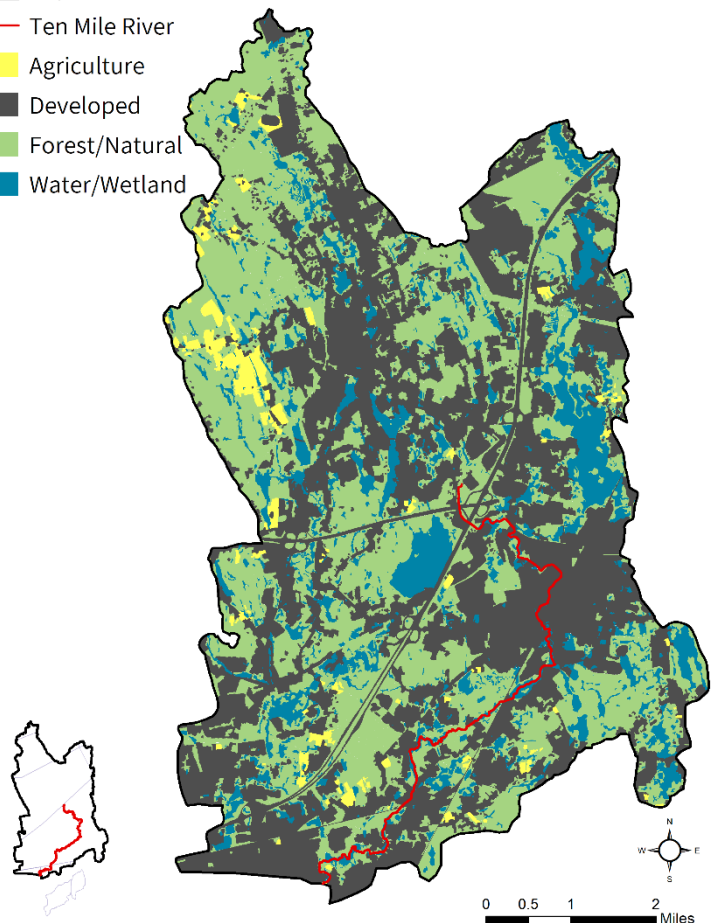 Ten Mile River
Agriculture
Developed
Forest/Natural
Water/Wetland
N
W E
S
0 0.5 1 2
Miles